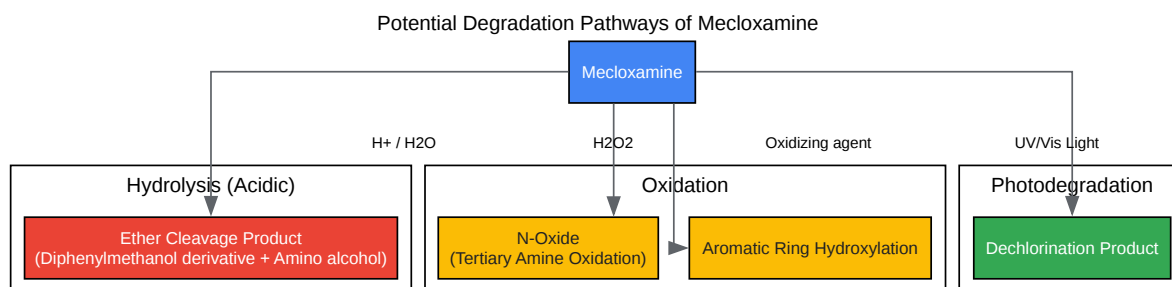 Potential Degradation Pathways of Mecloxamine
Mecloxamine
H+ / H2O
H2O2
Oxidizing agent
UV/Vis Light
Hydrolysis (Acidic)
Oxidation
Photodegradation
Ether Cleavage Product
(Diphenylmethanol derivative + Amino alcohol)
N-Oxide
(Tertiary Amine Oxidation)
Aromatic Ring Hydroxylation
Dechlorination Product